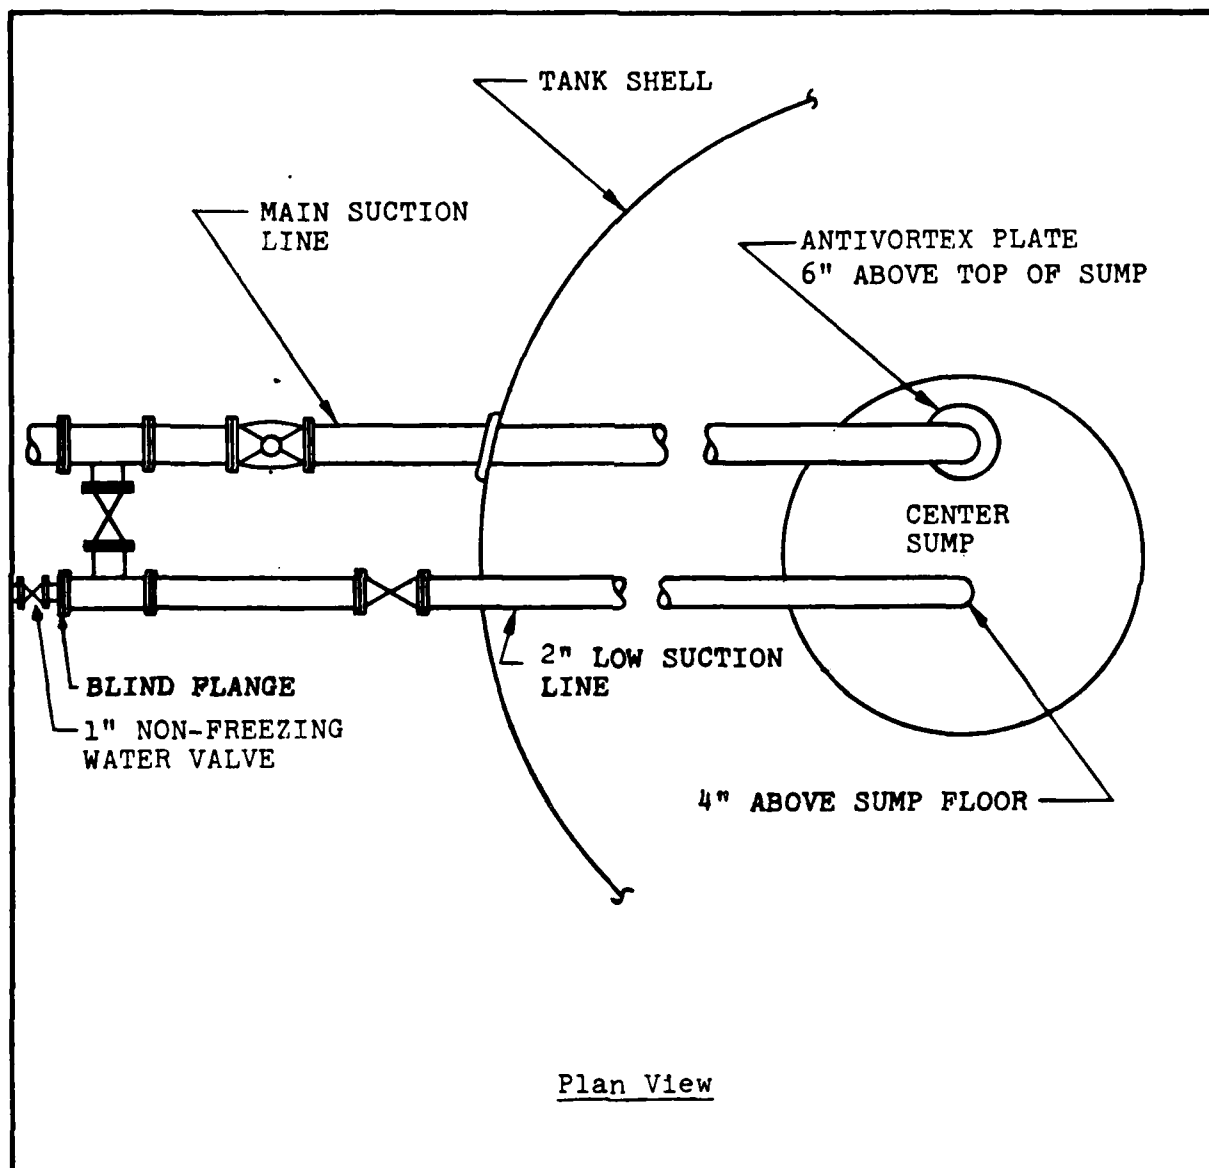 TANK SHELL
MAIN SUCTION
LINE
ANTIVORTEX PLATE
6" ABOVE TOP OF SUMP
CENTER
SUMP
2" LOW SUCTION
LINE
BLIND FLANGE
1" NON-FREEZING
WATER VALVE
4" ABOVE SUMP FLOOR
Plan View